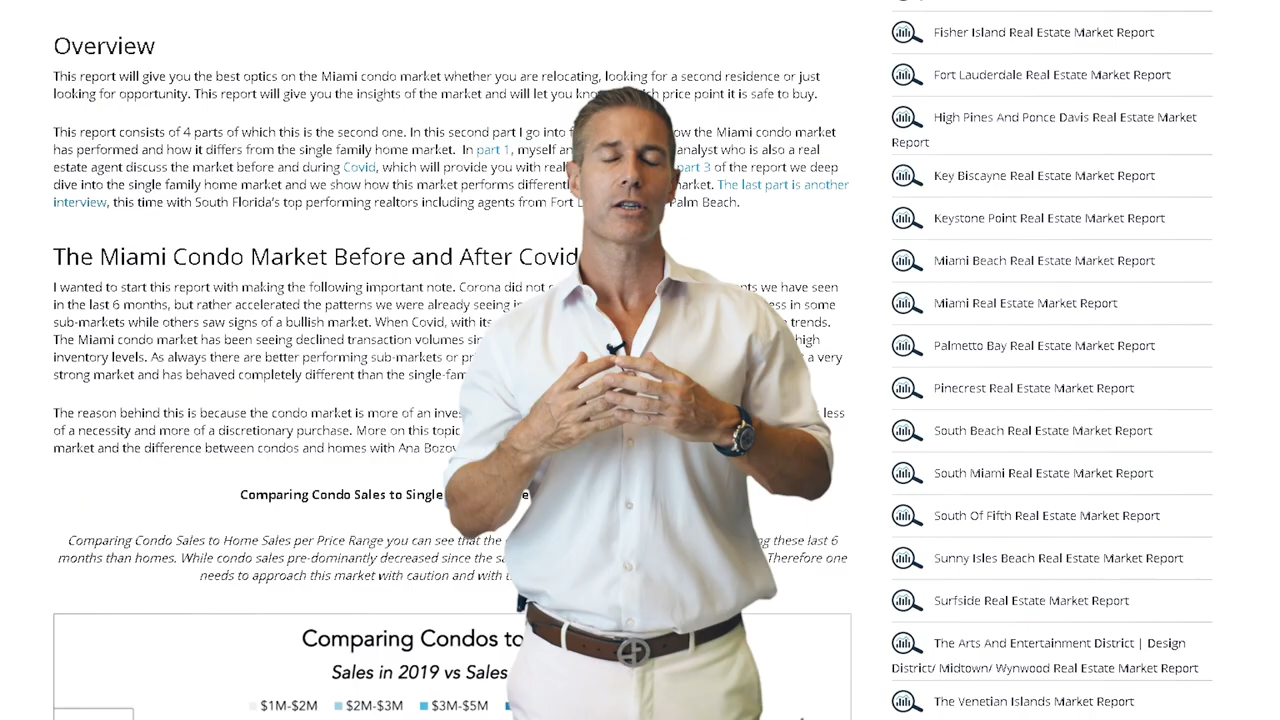 Overview
This report will give you the best optics on the Miami condo market whether you are relocating, looking for a second residence or just
looking for opportunity. This report will give you the insights of the market and will let you price point it is safe to buy.
This report consists of 4 parts of which this is the second one. In this second part I go into how the Miami condo market
has performed and how it differs from the single family home market. In part 1, myself analyst who is also a real
estate agent discuss the market before and during Covid, which will provide you with part 3 of the report we deep
dive into the single family home market and we show how this market performs market. The last part is another
interview, this time with South Florida's top performing realtors including agents from Fort Palm Beach.
The Miami Condo Market Before and After Covid
I wanted to start this report with making the following important note. Corona did not we have seen
in the last 6 months, but rather accelerated the patterns we were already seeing in some
sub-markets while others saw signs of a bullish market. When Covid, with its trends.
The Miami condo market has been seeing declined transaction volumes high
inventory levels. As always there are better performing sub-markets or a very
strong market and has behaved completely different than the
The reason behind this is because the condo market is more of an less
of a necessity and more of a discretionary purchase. More on this topic
market and the difference between condos and homes with Ana
Comparing Condo Sales to Single
Comparing Condo Sales to Home Sales per Price Range you can see that the these last 6
months than homes. While condo sales pre-dominantly decreased since the Therefore one
needs to approach this market with caution and with
Comparing Condos to
Sales in 2019 vs Sales
$1M-$2M $2M-$3M $3M-$5M
Fisher Island Real Estate Market Report
Fort Lauderdale Real Estate Market Report
High Pines And Ponce Davis Real Estate Market
Report
Key Biscayne Real Estate Market Report
Keystone Point Real Estate Market Report
Miami Beach Real Estate Market Report
Miami Real Estate Market Report
Palmetto Bay Real Estate Market Report
Pinecrest Real Estate Market Report
South Beach Real Estate Market Report
South Miami Real Estate Market Report
South Of Fifth Real Estate Market Report
Sunny Isles Beach Real Estate Market Report
Surfside Real Estate Market Report
The Arts And Entertainment District | Design
District/ Midtown/ Wynwood Real Estate Market Report
The Venetian Islands Market Report